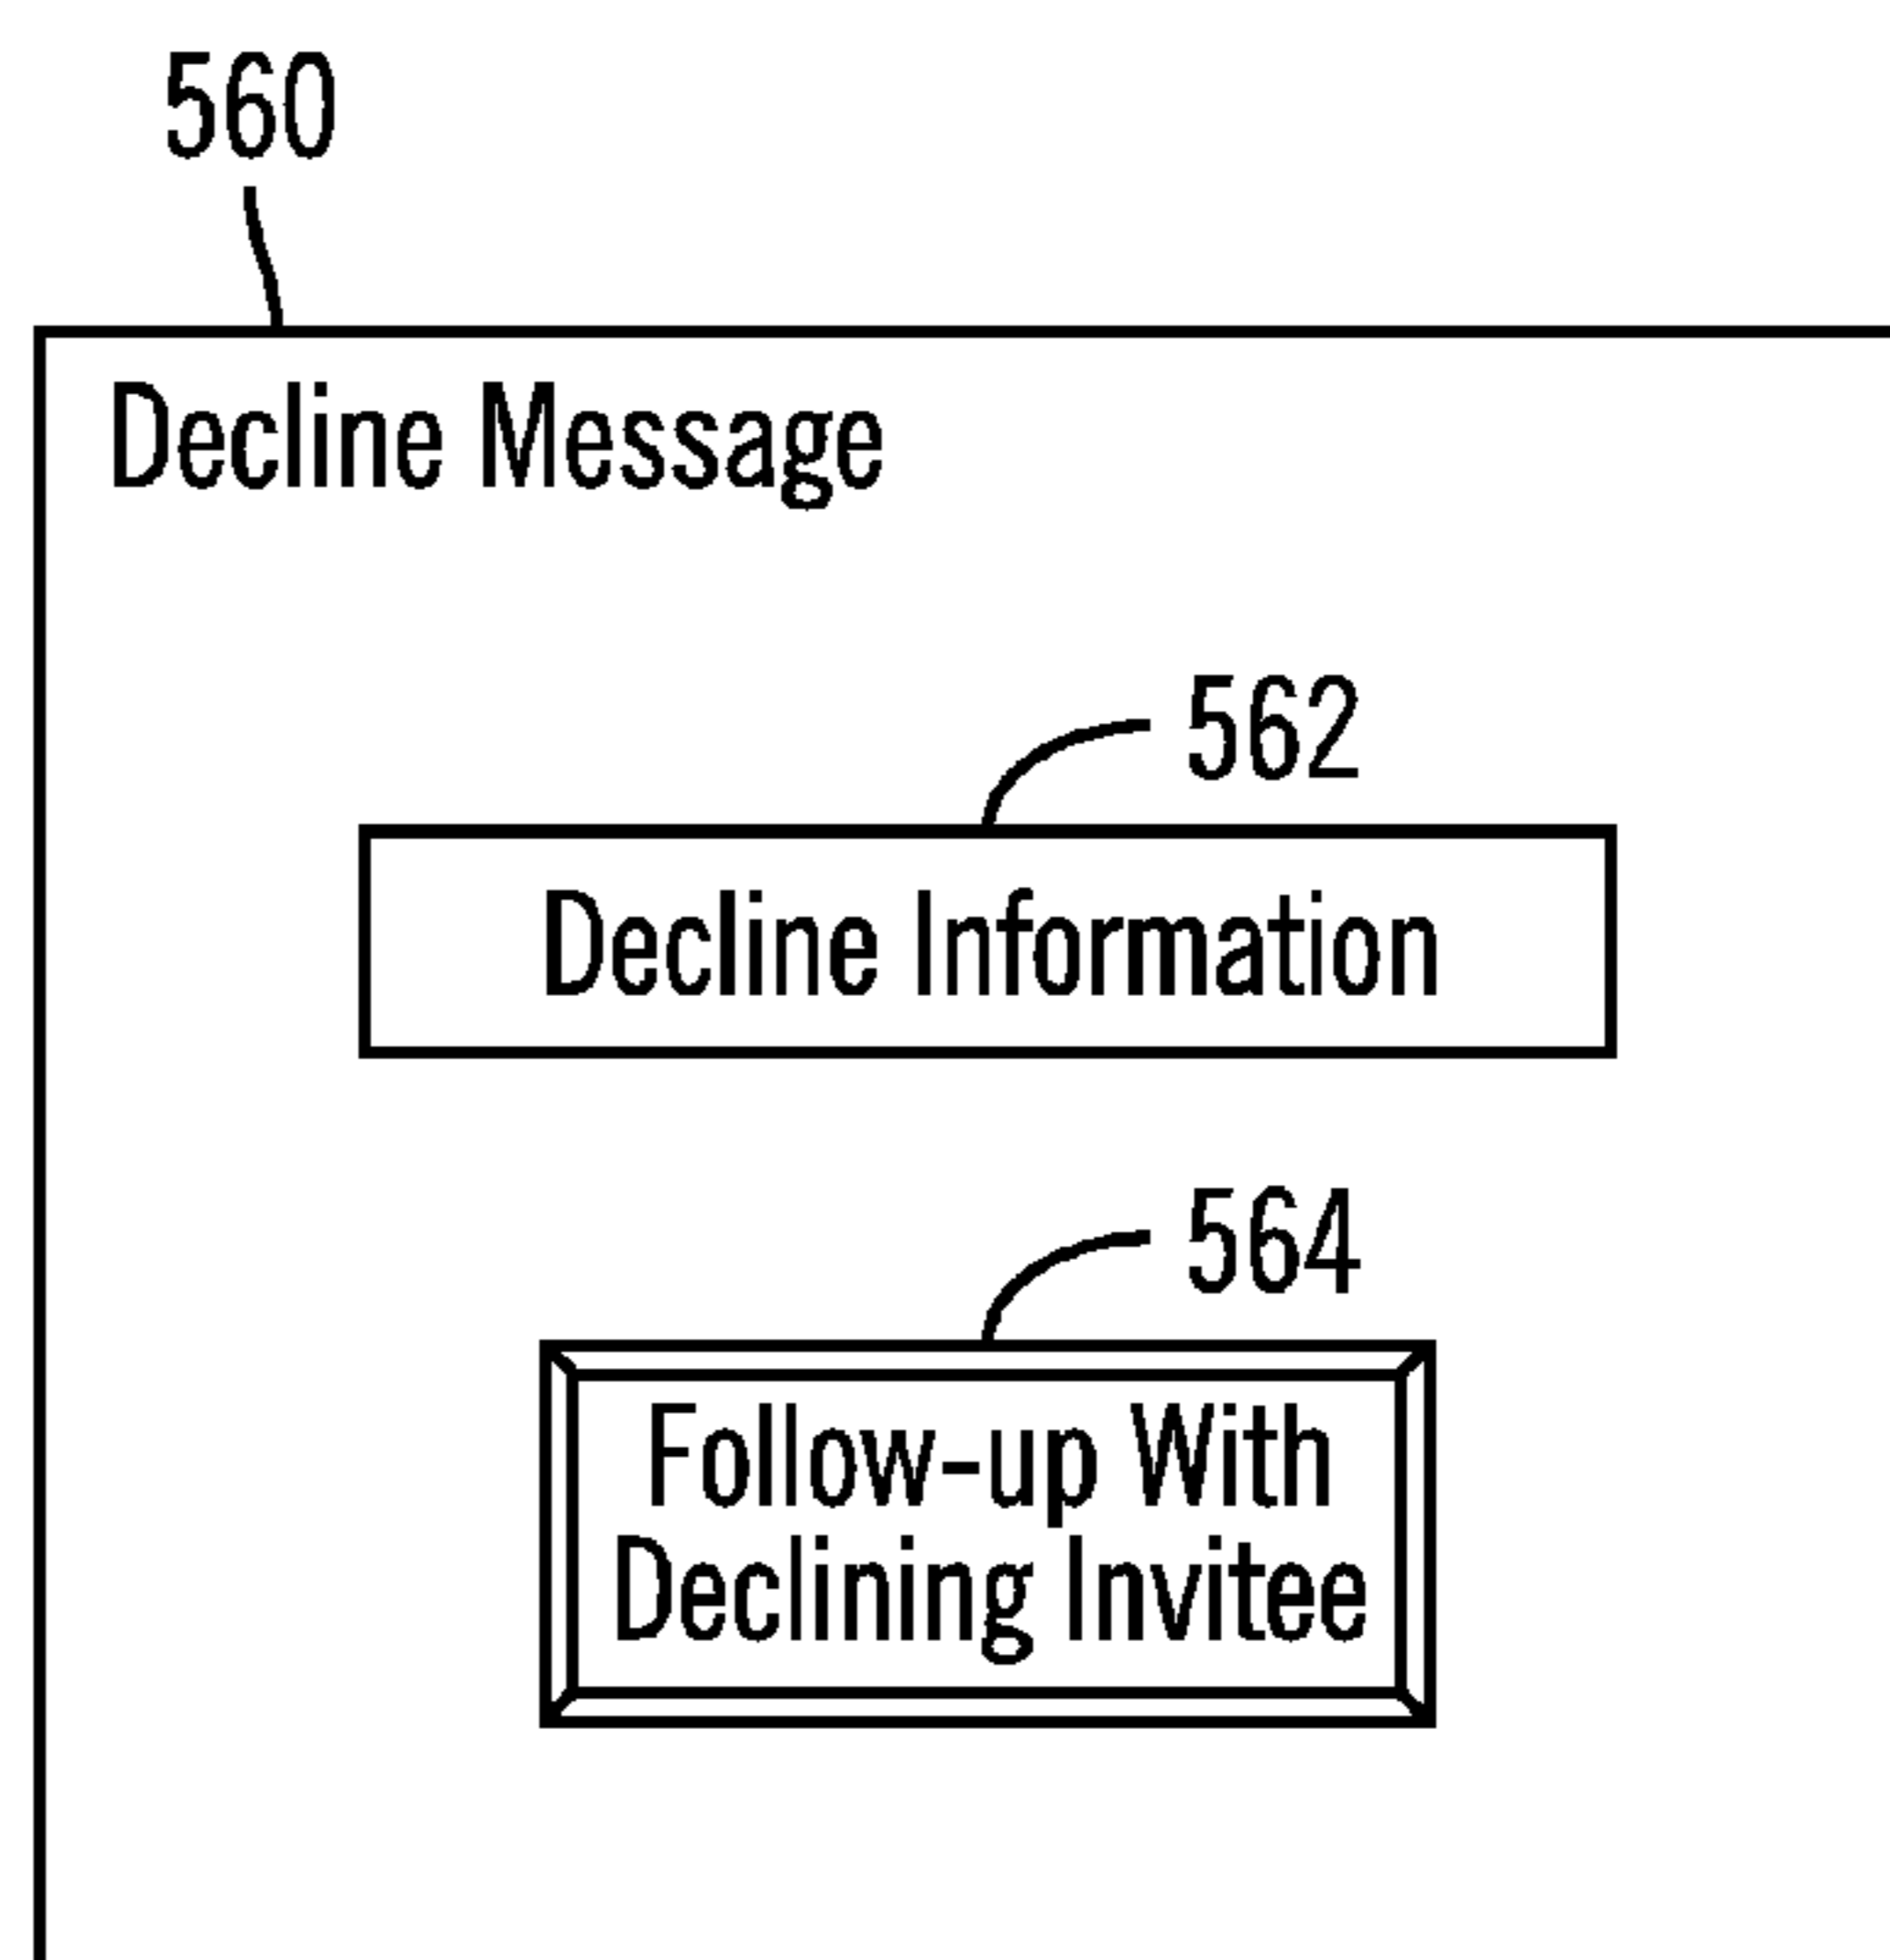 560
Decline Message
562
Decline Information
564
Follow-up With
Declining Invitee